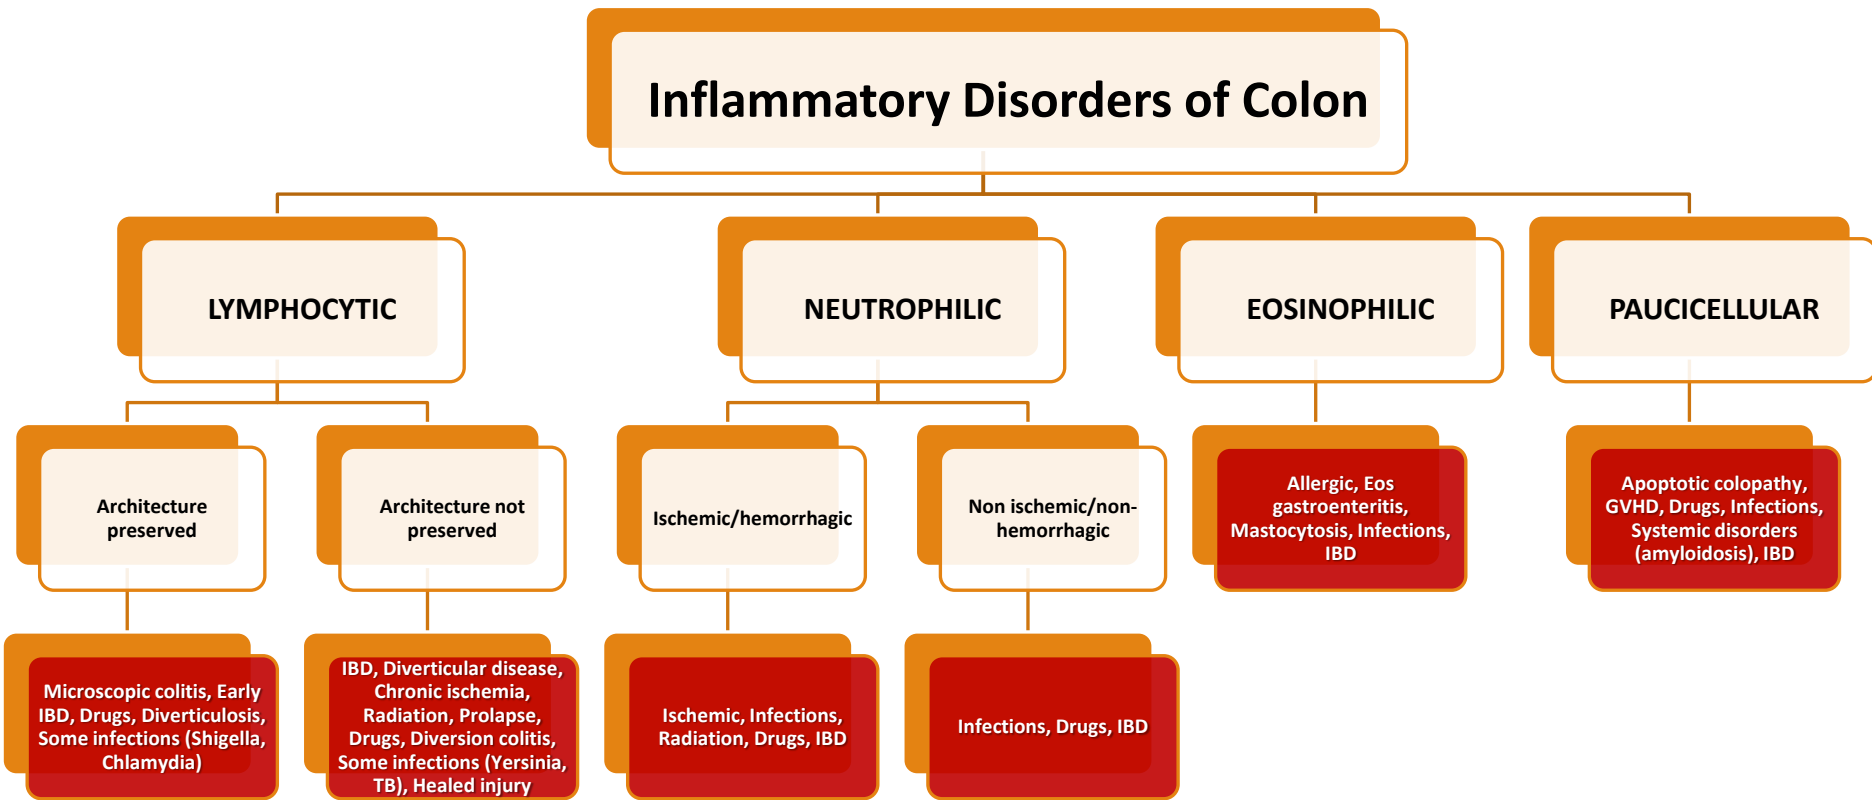 Inflammatory Disorders of Colon
LYMPHOCYTIC
NEUTROPHILIC
EOSINOPHILIC
PAUCICELLULAR
Architecture
preserved
Architecture not
preserved
Ischemic/hemorrhagic
Non ischemic/non-
hemorrhagic
Allergic, Eos
gastroenteritis,
Mastocytosis, Infections,
IBD
Apoptotic colopathy,
GVHD, Drugs, Infections,
Systemic disorders
(amyloidosis), IBD
Microscopic colitis, Early
IBD, Drugs, Diverticulosis,
Some infections (Shigella,
Chlamydia)
IBD, Diverticular disease,
Chronic ischemia,
Radiation, Prolapse,
Drugs, Diversion colitis,
Some infections (Yersinia,
TB), Healed injury
Ischemic, Infections,
Radiation, Drugs, IBD
Infections, Drugs, IBD